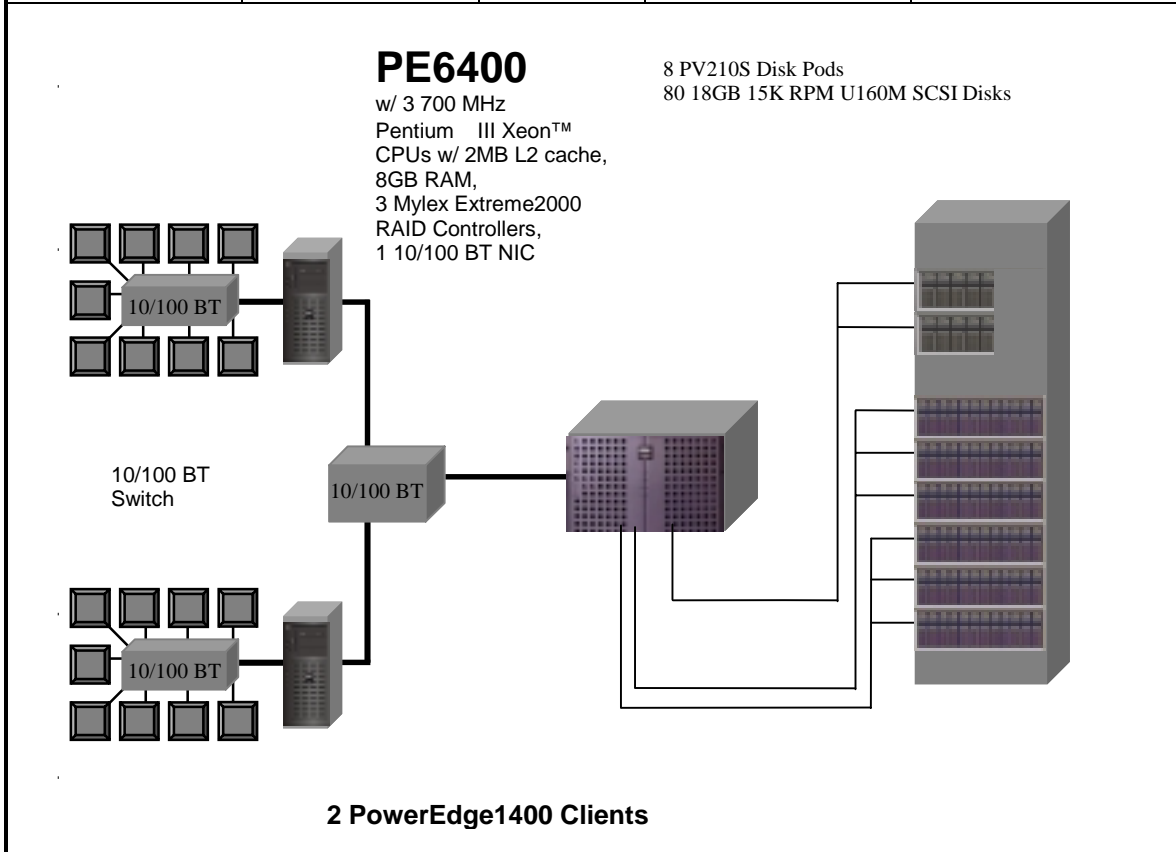 PE6400
w/ 3 700 MHz
Pentium III Xeon™
CPUs w/ 2MB L2 cache,
8GB RAM,
3 Mylex Extreme2000
RAID Controllers,
1 10/100 BT NIC
8 PV210S Disk Pods
80 18GB 15K RPM U160M SCSI Disks
10/100 BT
10/100 BT
Switch
10/100 BT
10/100 BT
2 PowerEdge1400 Clients